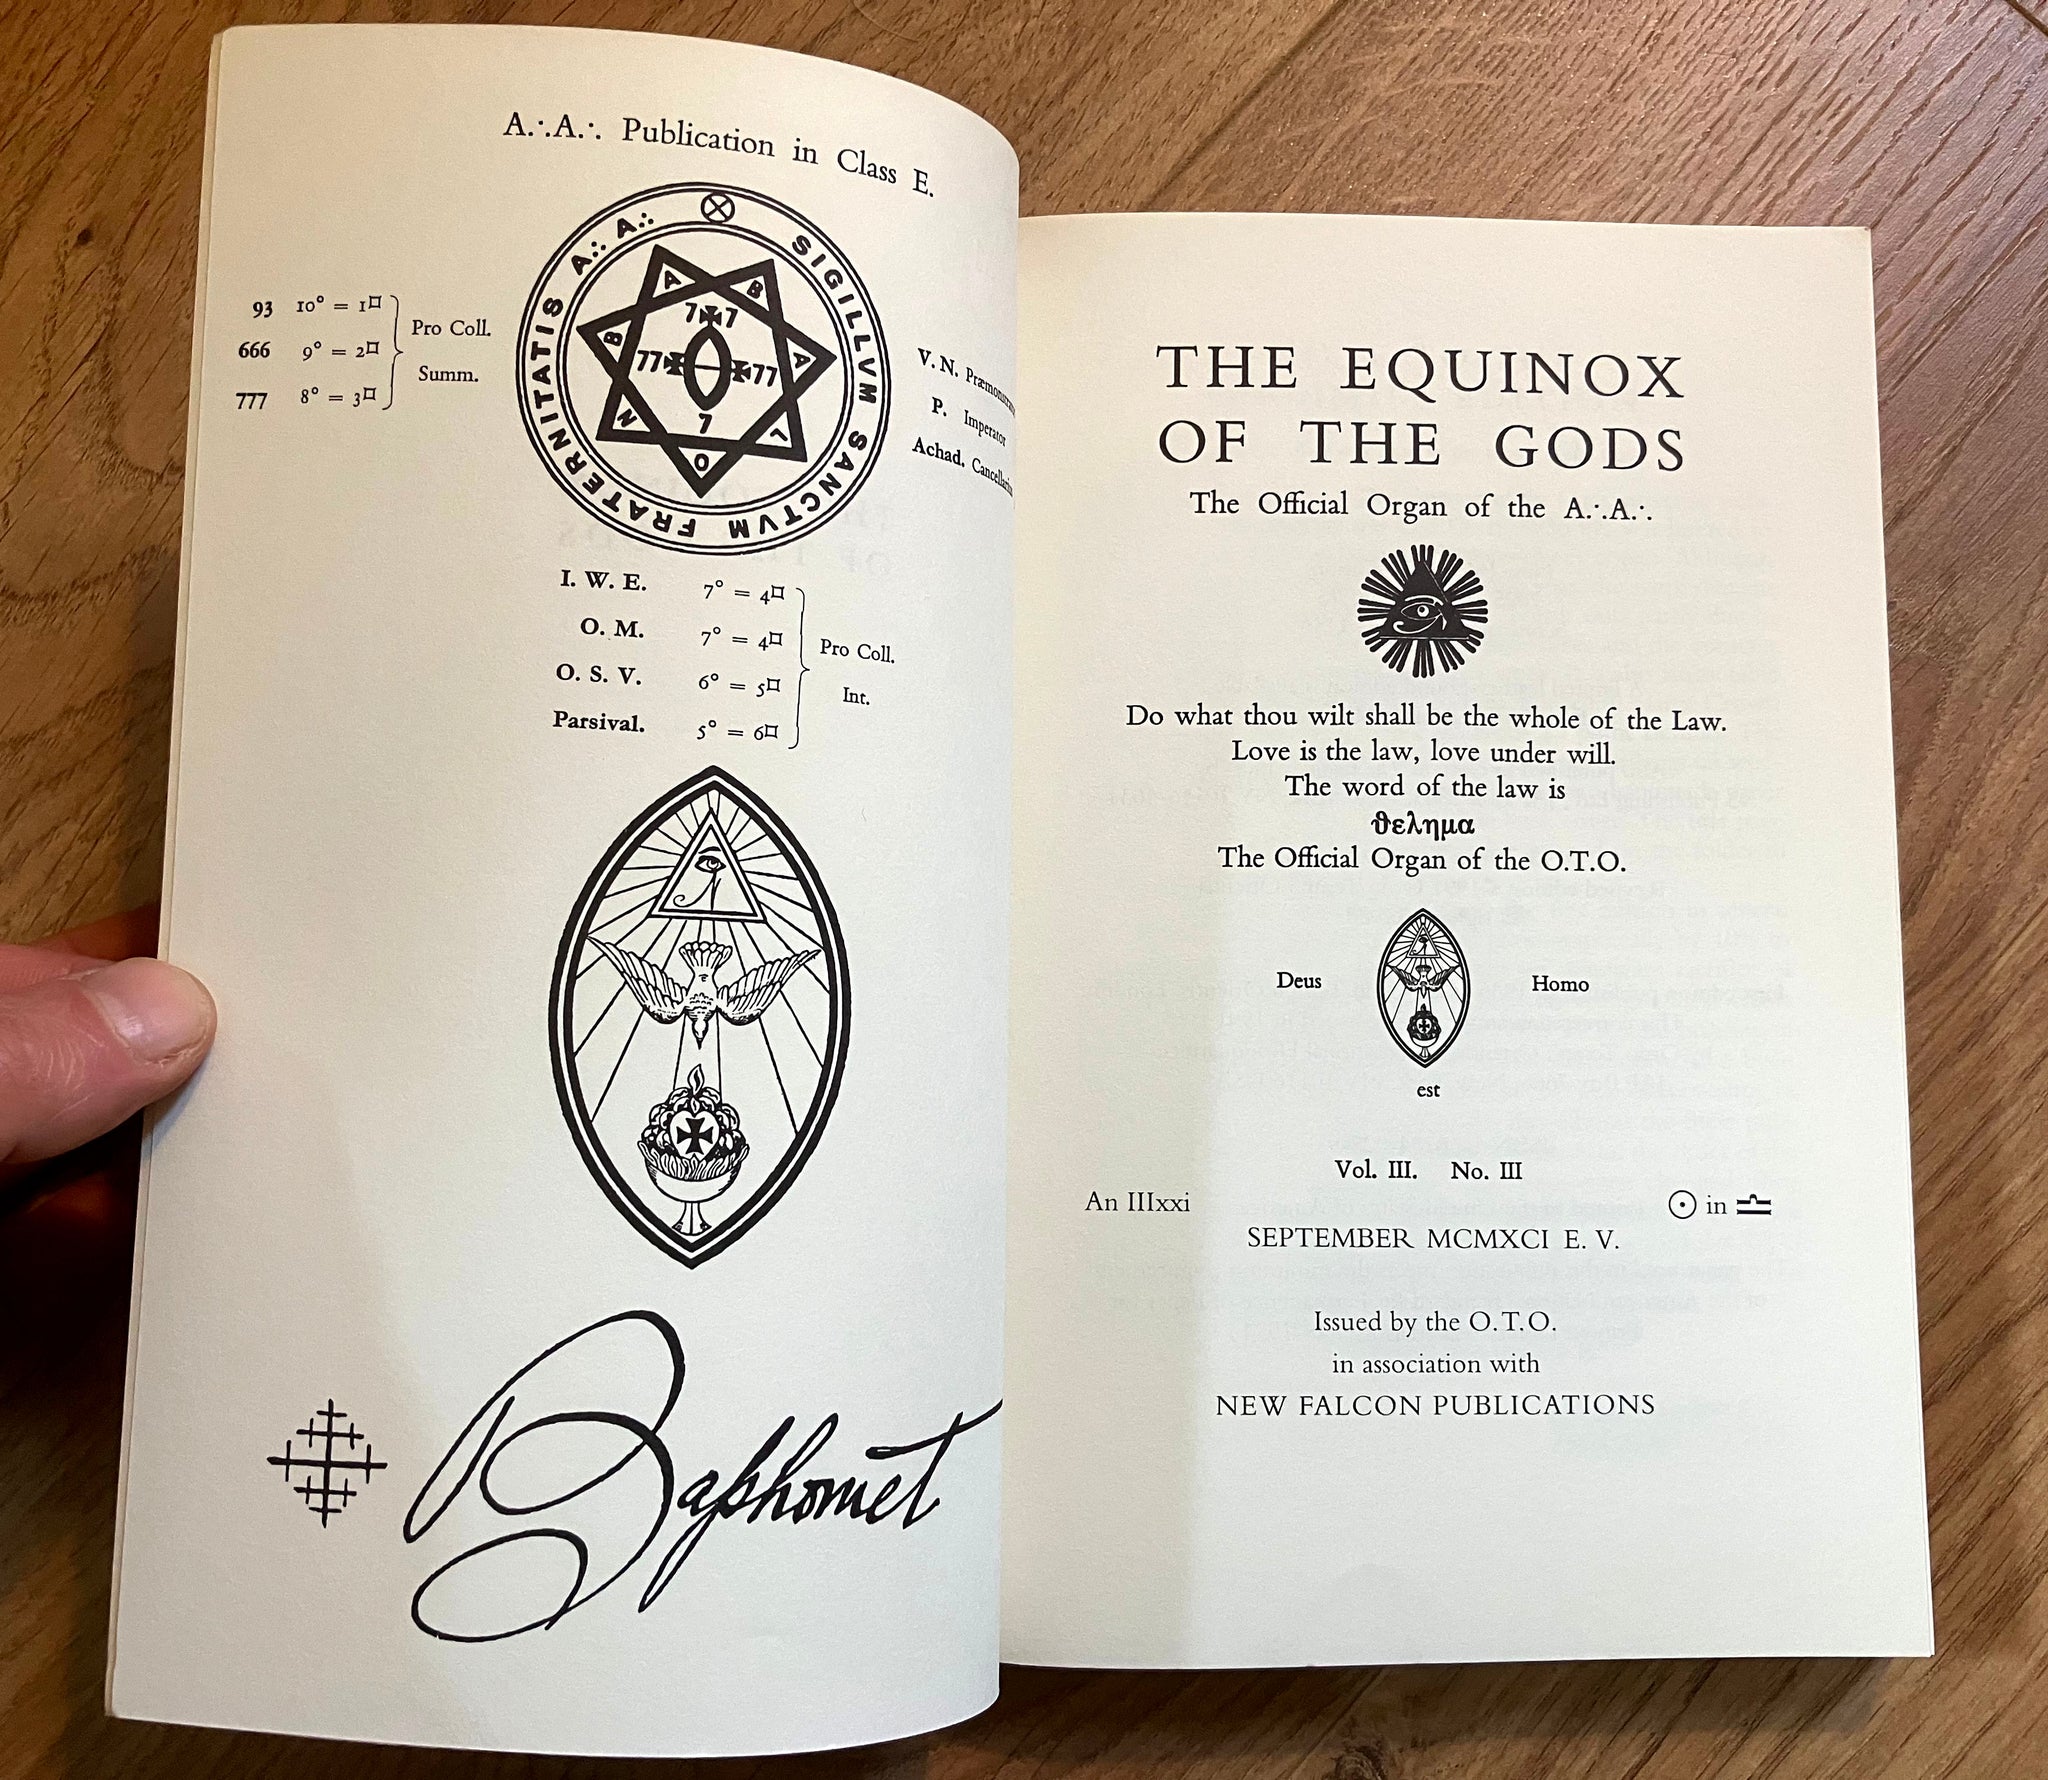 A∴A∴ Publication in Class E.
SIGILLVM SANCTVM FRATERNITATIS A∴ A∴
A
B
A
L
O
N
B
7 7
77 77
7
93 10° = 1□
666 9° = 2□
777 8° = 3□
Pro Coll.
Summ.
V. N. Præmonstrator
P. Imperator
Achad. Cancellarius
I. W. E. 7° = 4□
O. M. 7° = 4□
O. S. V. 6° = 5□
Parsival. 5° = 6□
Pro Coll.
Int.
Baphomet
THE EQUINOX
OF THE GODS
The Official Organ of the A∴A∴
Do what thou wilt shall be the whole of the Law.
Love is the law, love under will.
The word of the law is
ϑελημα
The Official Organ of the O.T.O.
Deus Homo
est
Vol. III. No. III
An IIIxxi ☉ in ♎
SEPTEMBER MCMXCI E. V.
Issued by the O.T.O.
in association with
NEW FALCON PUBLICATIONS